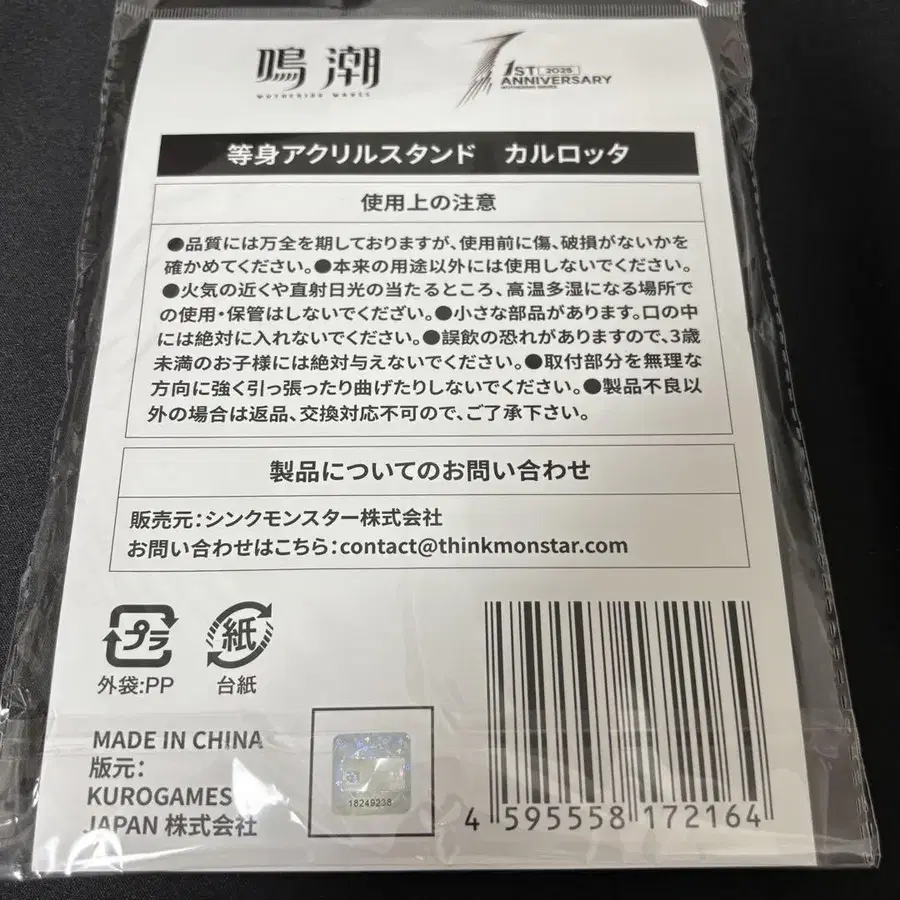 鳴潮
WUTHERING WAVES
1ST 2025
ANNIVERSARY
WUTHERING WAVES
等身アクリルスタンド カルロッタ
使用上の注意
●品質には万全を期しておりますが、使用前に傷、破損がないかを
確かめてください。●本来の用途以外には使用しないでください。
●火気の近くや直射日光の当たるところ、高温多湿になる場所で
の使用・保管はしないでくだざい。●小さな部品があります。口の中
には絶対に入れないでください。●誤飲の恐れがありますので、3歳
未満のお子様には絶対与えないでください。●取付部分を無理な
方向に強く引っ張ったり曲げたりしないでください。●製品不良以
外の場合は返品、交換対応不可ので、ご了承下さい。
製品についてのお問い合わせ
販売元:シンクモンスター株式会社
お問い合わせはこちら:contact@thinkmonstar.com
プラ
紙
外袋:PP
台紙
MADE IN CHINA
版元:
KUROGAMES
JAPAN 株式会社
18249238
4 595558 172164